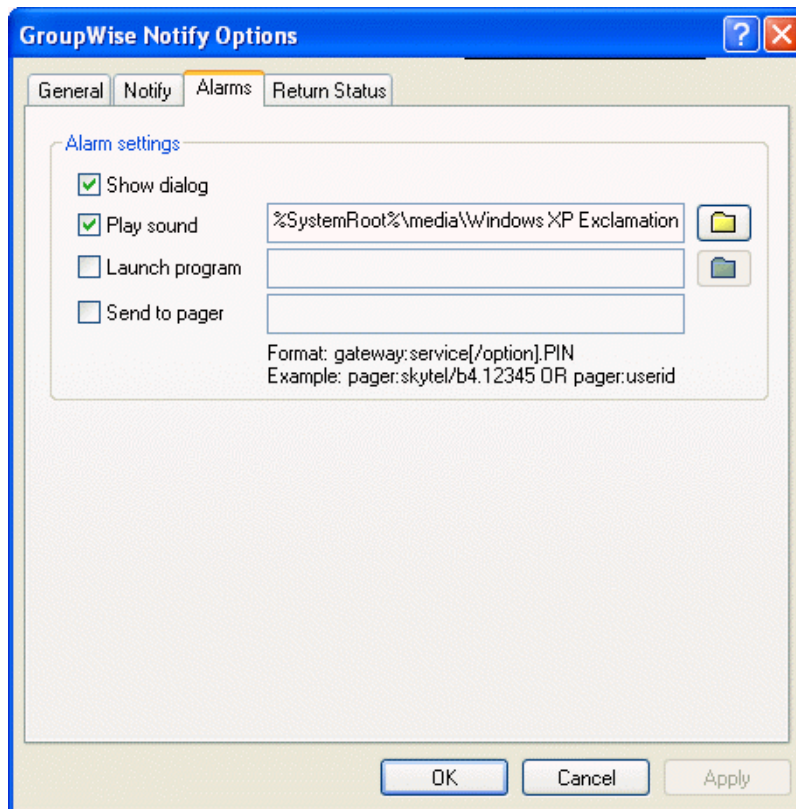 GroupWise Notify Options
?
General Notify Alarms Return Status
Alarm settings
Show dialog
Play sound %SystemRoot%\media\Windows XP Exclamation
Launch program
Send to pager
Format: gateway:service[/option].PIN
Example: pager:skytel/b4.12345 OR pager:userid
OK Cancel Apply